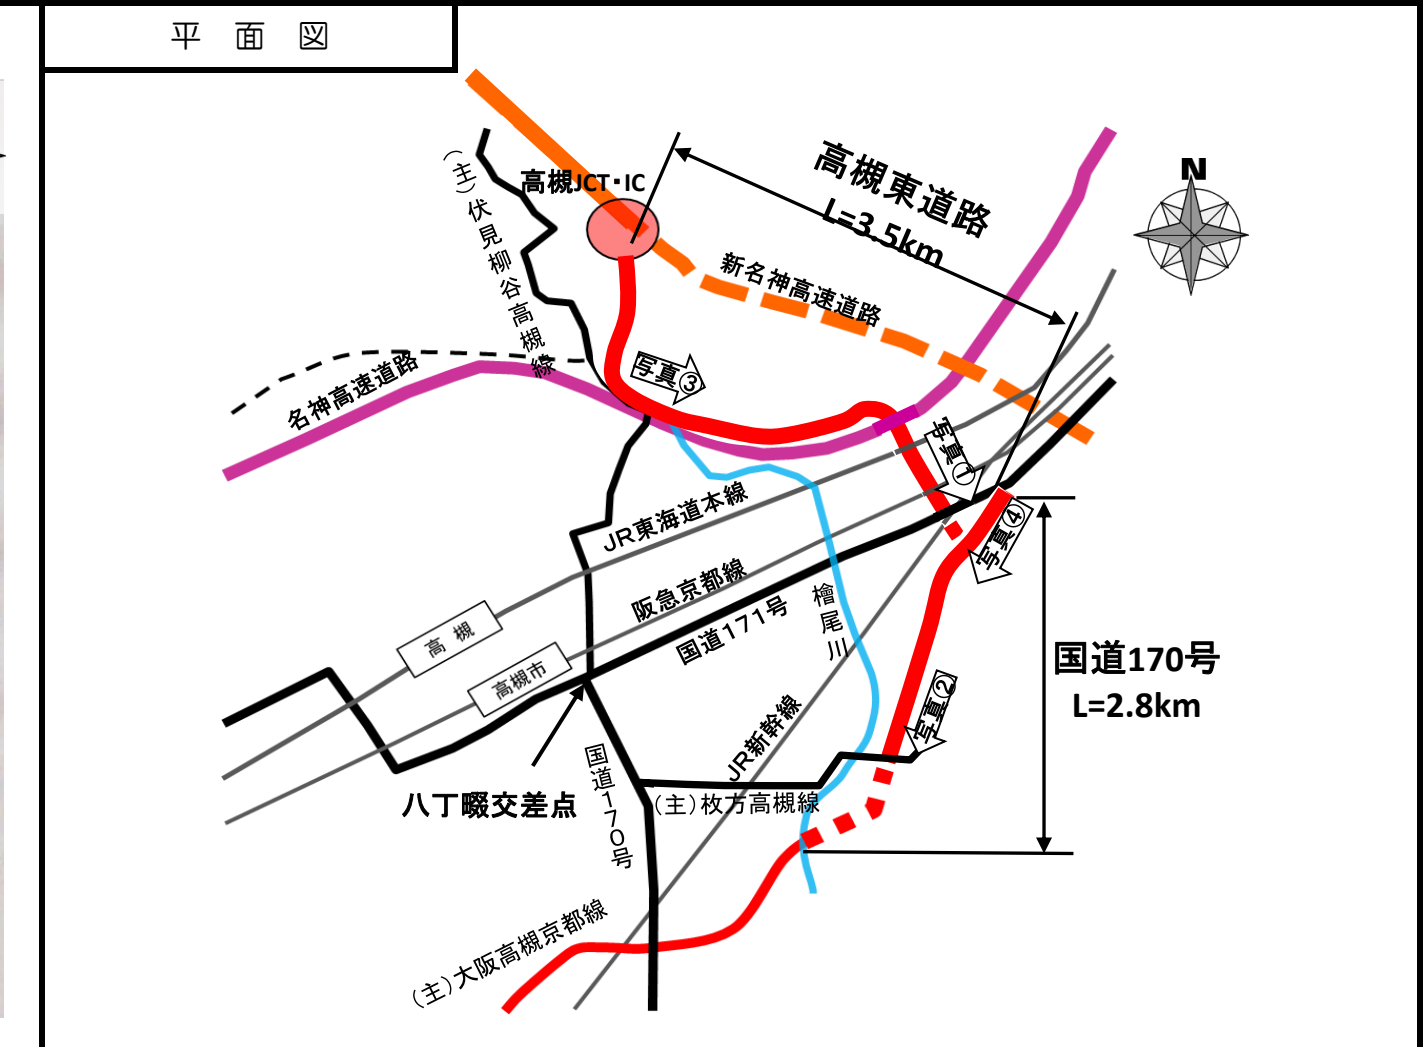 平 面 図
高槻JCT・IC
(主)伏見柳谷高槻線
高槻東道路
L=3.5km
N
新名神高速道路
名神高速道路
写真③
写真①
JR東海道本線
写真④
阪急京都線
国道171号
檜尾川
高 槻
高槻市
国道170号
L=2.8km
写真②
JR新幹線
国道170号
八丁畷交差点
(主)枚方高槻線
(主)大阪高槻京都線